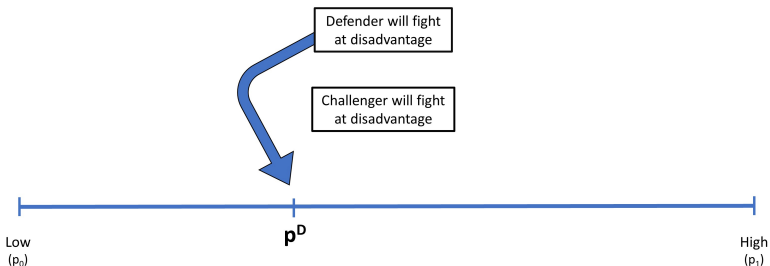 Defender will fight
at disadvantage
Challenger will fight
at disadvantage
pD
Low
(p0)
High
(p1)